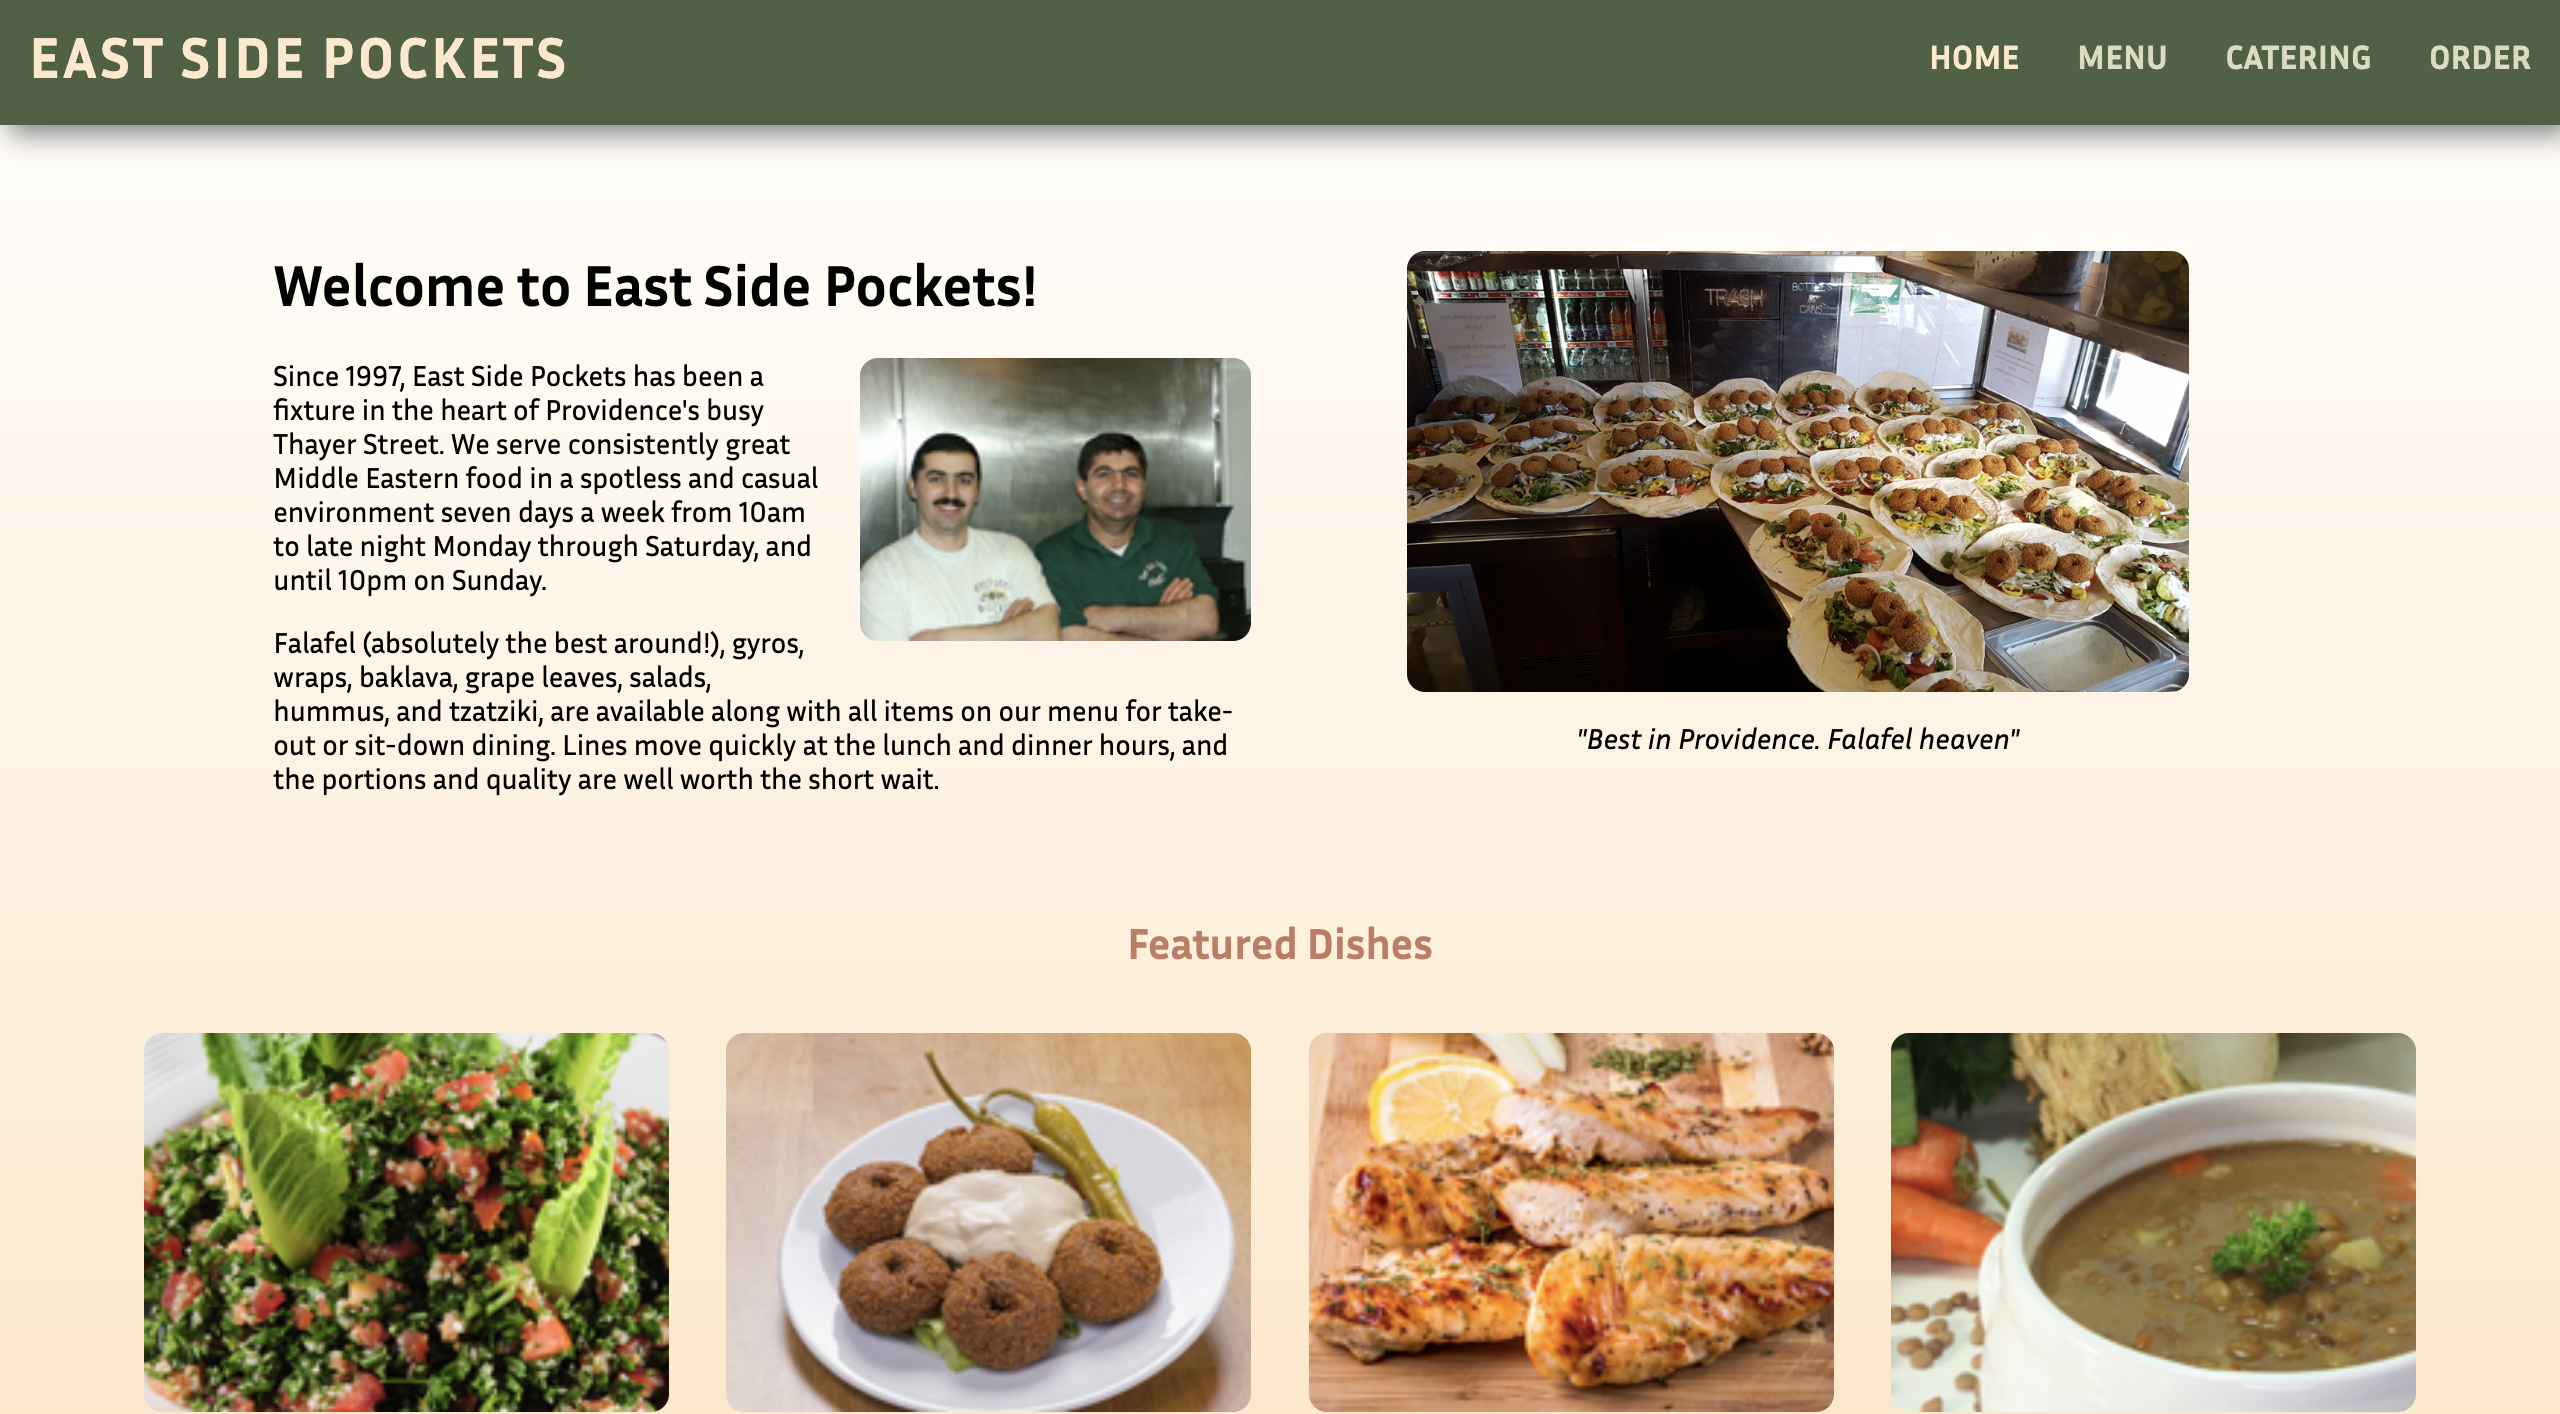 EAST SIDE POCKETS
HOME MENU CATERING ORDER
Welcome to East Side Pockets!
Since 1997, East Side Pockets has been a
fixture in the heart of Providence's busy
Thayer Street. We serve consistently great
Middle Eastern food in a spotless and casual
environment seven days a week from 10am
to late night Monday through Saturday, and
until 10pm on Sunday.
Falafel (absolutely the best around!), gyros,
wraps, baklava, grape leaves, salads,
hummus, and tzatziki, are available along with all items on our menu for take-
out or sit-down dining. Lines move quickly at the lunch and dinner hours, and
the portions and quality are well worth the short wait.
TRASH
BOTTLES
CANS
"Best in Providence. Falafel heaven"
Featured Dishes